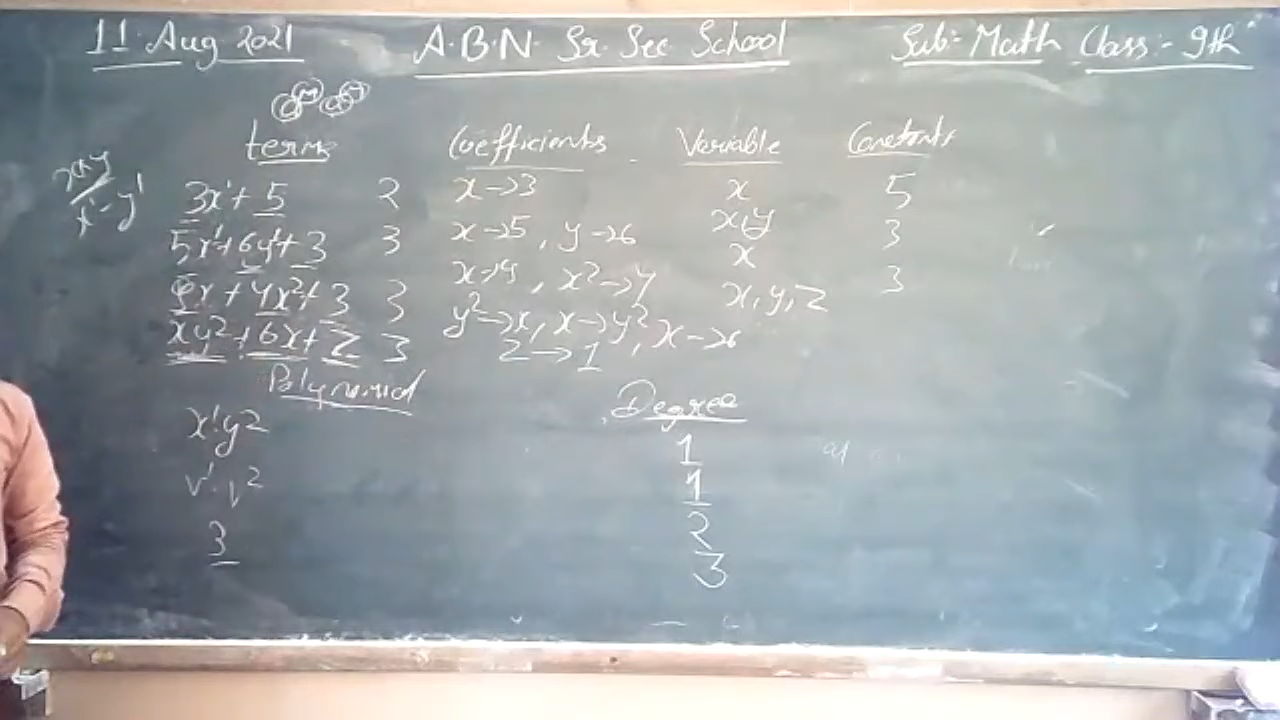 11 Aug 2021 A.B.N. Sr. Sec School Sub:- Math Class:- 9th
terms Coefficients Variable Constants
3x¹ + 5 2 x→3 x 5
5x¹+6y¹+3 3 x→5, y→6 x,y 3
4x + 4x²+3 3 x→4, x²→4 x 3
xy²+6x+z 3 y²→x, x→y², x→6 x, y, z
z→1
Polynomial Degree
x¹y² 1
1
3 2
3